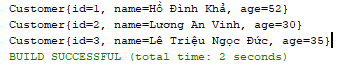 Customer{id=1, name=Hồ Đình Khả, age=52}
Customer{id=2, name=Lương An Vinh, age=30}
Customer{id=3, name=Lê Triệu Ngọc Đức, age=35}
BUILD SUCCESSFUL (total time: 2 seconds)